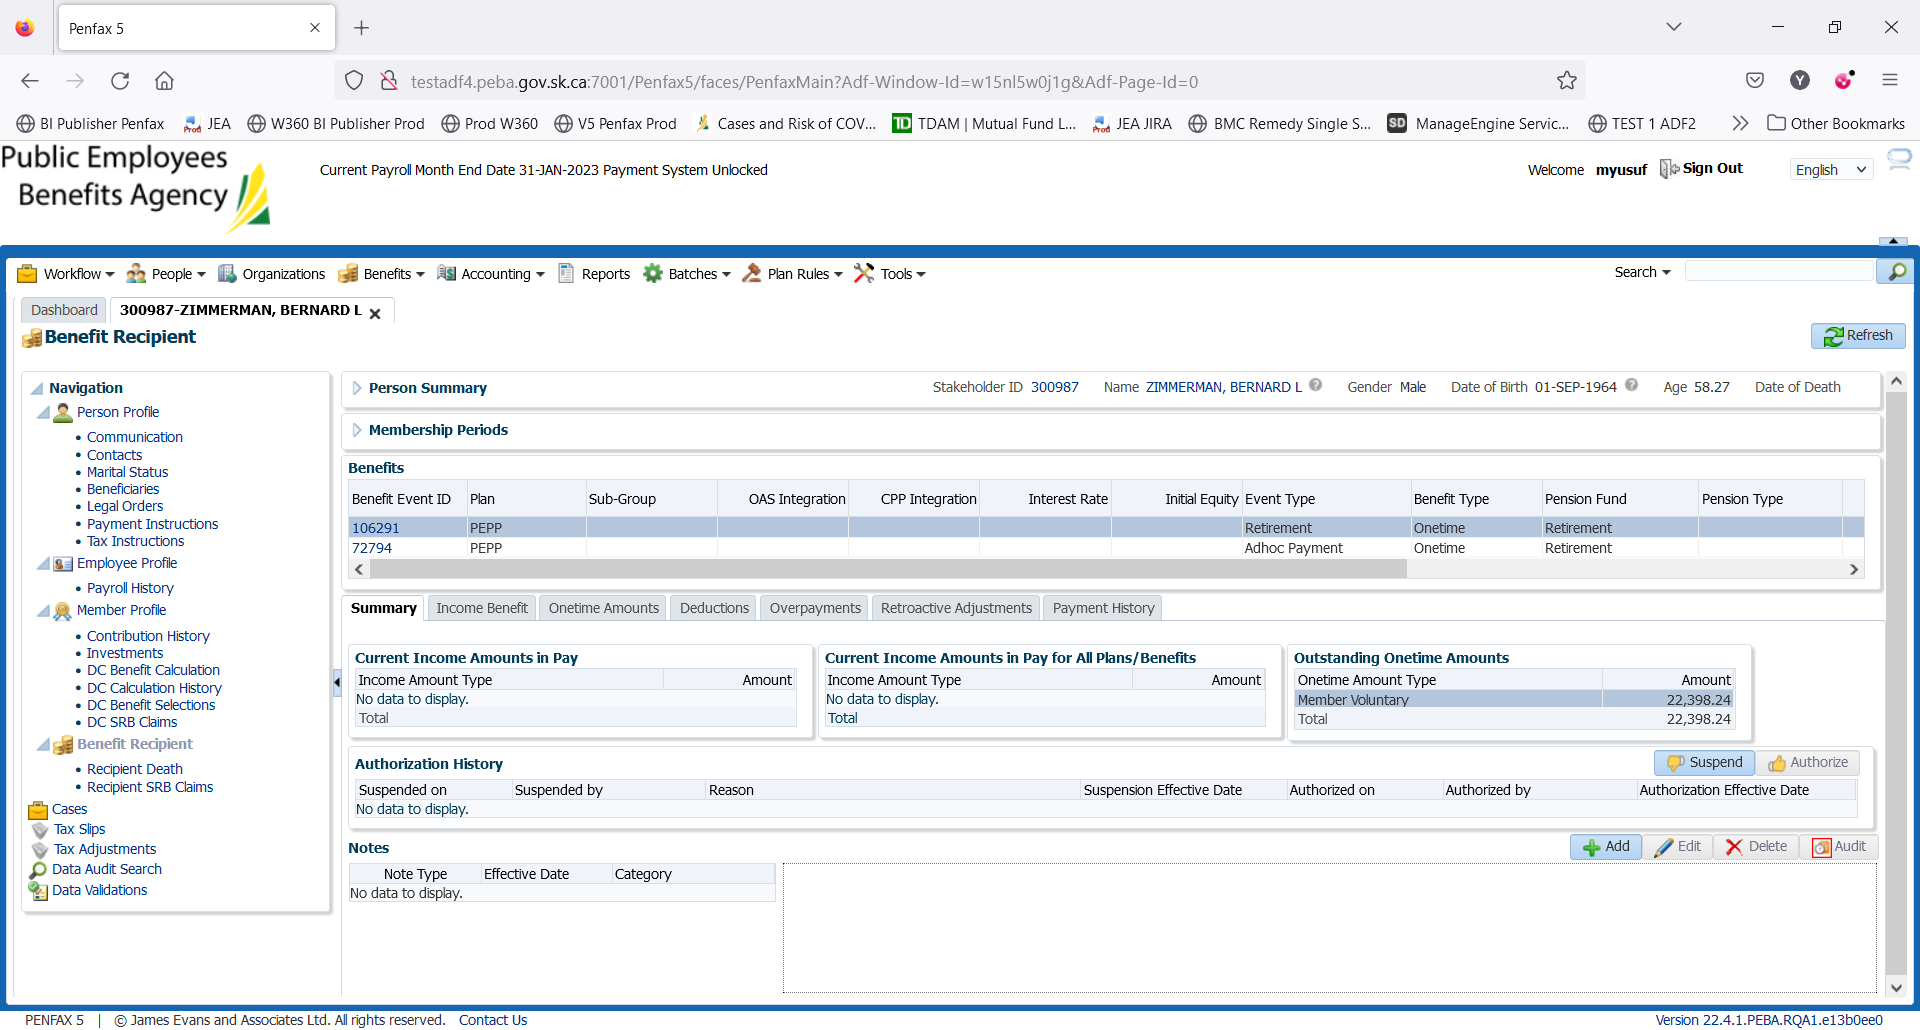 Penfax 5
testadf4.peba.gov.sk.ca:7001/Penfax5/faces/PenfaxMain?Adf-Window-Id=w15nl5w0j1g&Adf-Page-Id=0
Y
BI Publisher Penfax JEA W360 BI Publisher Prod Prod W360 V5 Penfax Prod Cases and Risk of COV... TD TDAM | Mutual Fund L... JEA JIRA BMC Remedy Single S... SD ManageEngine Servic... TEST 1 ADF2 Other Bookmarks
Public Employees
Benefits Agency
Current Payroll Month End Date 31-JAN-2023 Payment System Unlocked
Welcome myusuf Sign Out English
Workflow People Organizations Benefits Accounting Reports Batches Plan Rules Tools Search
Dashboard 300987-ZIMMERMAN, BERNARD L
Benefit Recipient
Refresh
Navigation
Person Profile
Communication
Contacts
Marital Status
Beneficiaries
Legal Orders
Payment Instructions
Tax Instructions
Employee Profile
Payroll History
Member Profile
Contribution History
Investments
DC Benefit Calculation
DC Calculation History
DC Benefit Selections
DC SRB Claims
Benefit Recipient
Recipient Death
Recipient SRB Claims
Cases
Tax Slips
Tax Adjustments
Data Audit Search
Data Validations
Person Summary Stakeholder ID 300987 Name ZIMMERMAN, BERNARD L Gender Male Date of Birth 01-SEP-1964 Age 58.27 Date of Death
Membership Periods
Benefits
Benefit Event ID Plan Sub-Group OAS Integration CPP Integration Interest Rate Initial Equity Event Type Benefit Type Pension Fund Pension Type
106291 PEPP Retirement Onetime Retirement
72794 PEPP Adhoc Payment Onetime Retirement
Summary Income Benefit Onetime Amounts Deductions Overpayments Retroactive Adjustments Payment History
Current Income Amounts in Pay
Income Amount Type Amount
No data to display.
Total
Current Income Amounts in Pay for All Plans/Benefits
Income Amount Type Amount
No data to display.
Total
Outstanding Onetime Amounts
Onetime Amount Type Amount
Member Voluntary 22,398.24
Total 22,398.24
Authorization History
Suspend Authorize
Suspended on Suspended by Reason Suspension Effective Date Authorized on Authorized by Authorization Effective Date
No data to display.
Notes
Add Edit Delete Audit
Note Type Effective Date Category
No data to display.
PENFAX 5 | © James Evans and Associates Ltd. All rights reserved. Contact Us
Version 22.4.1.PEBA.RQA1.e13b0ee0